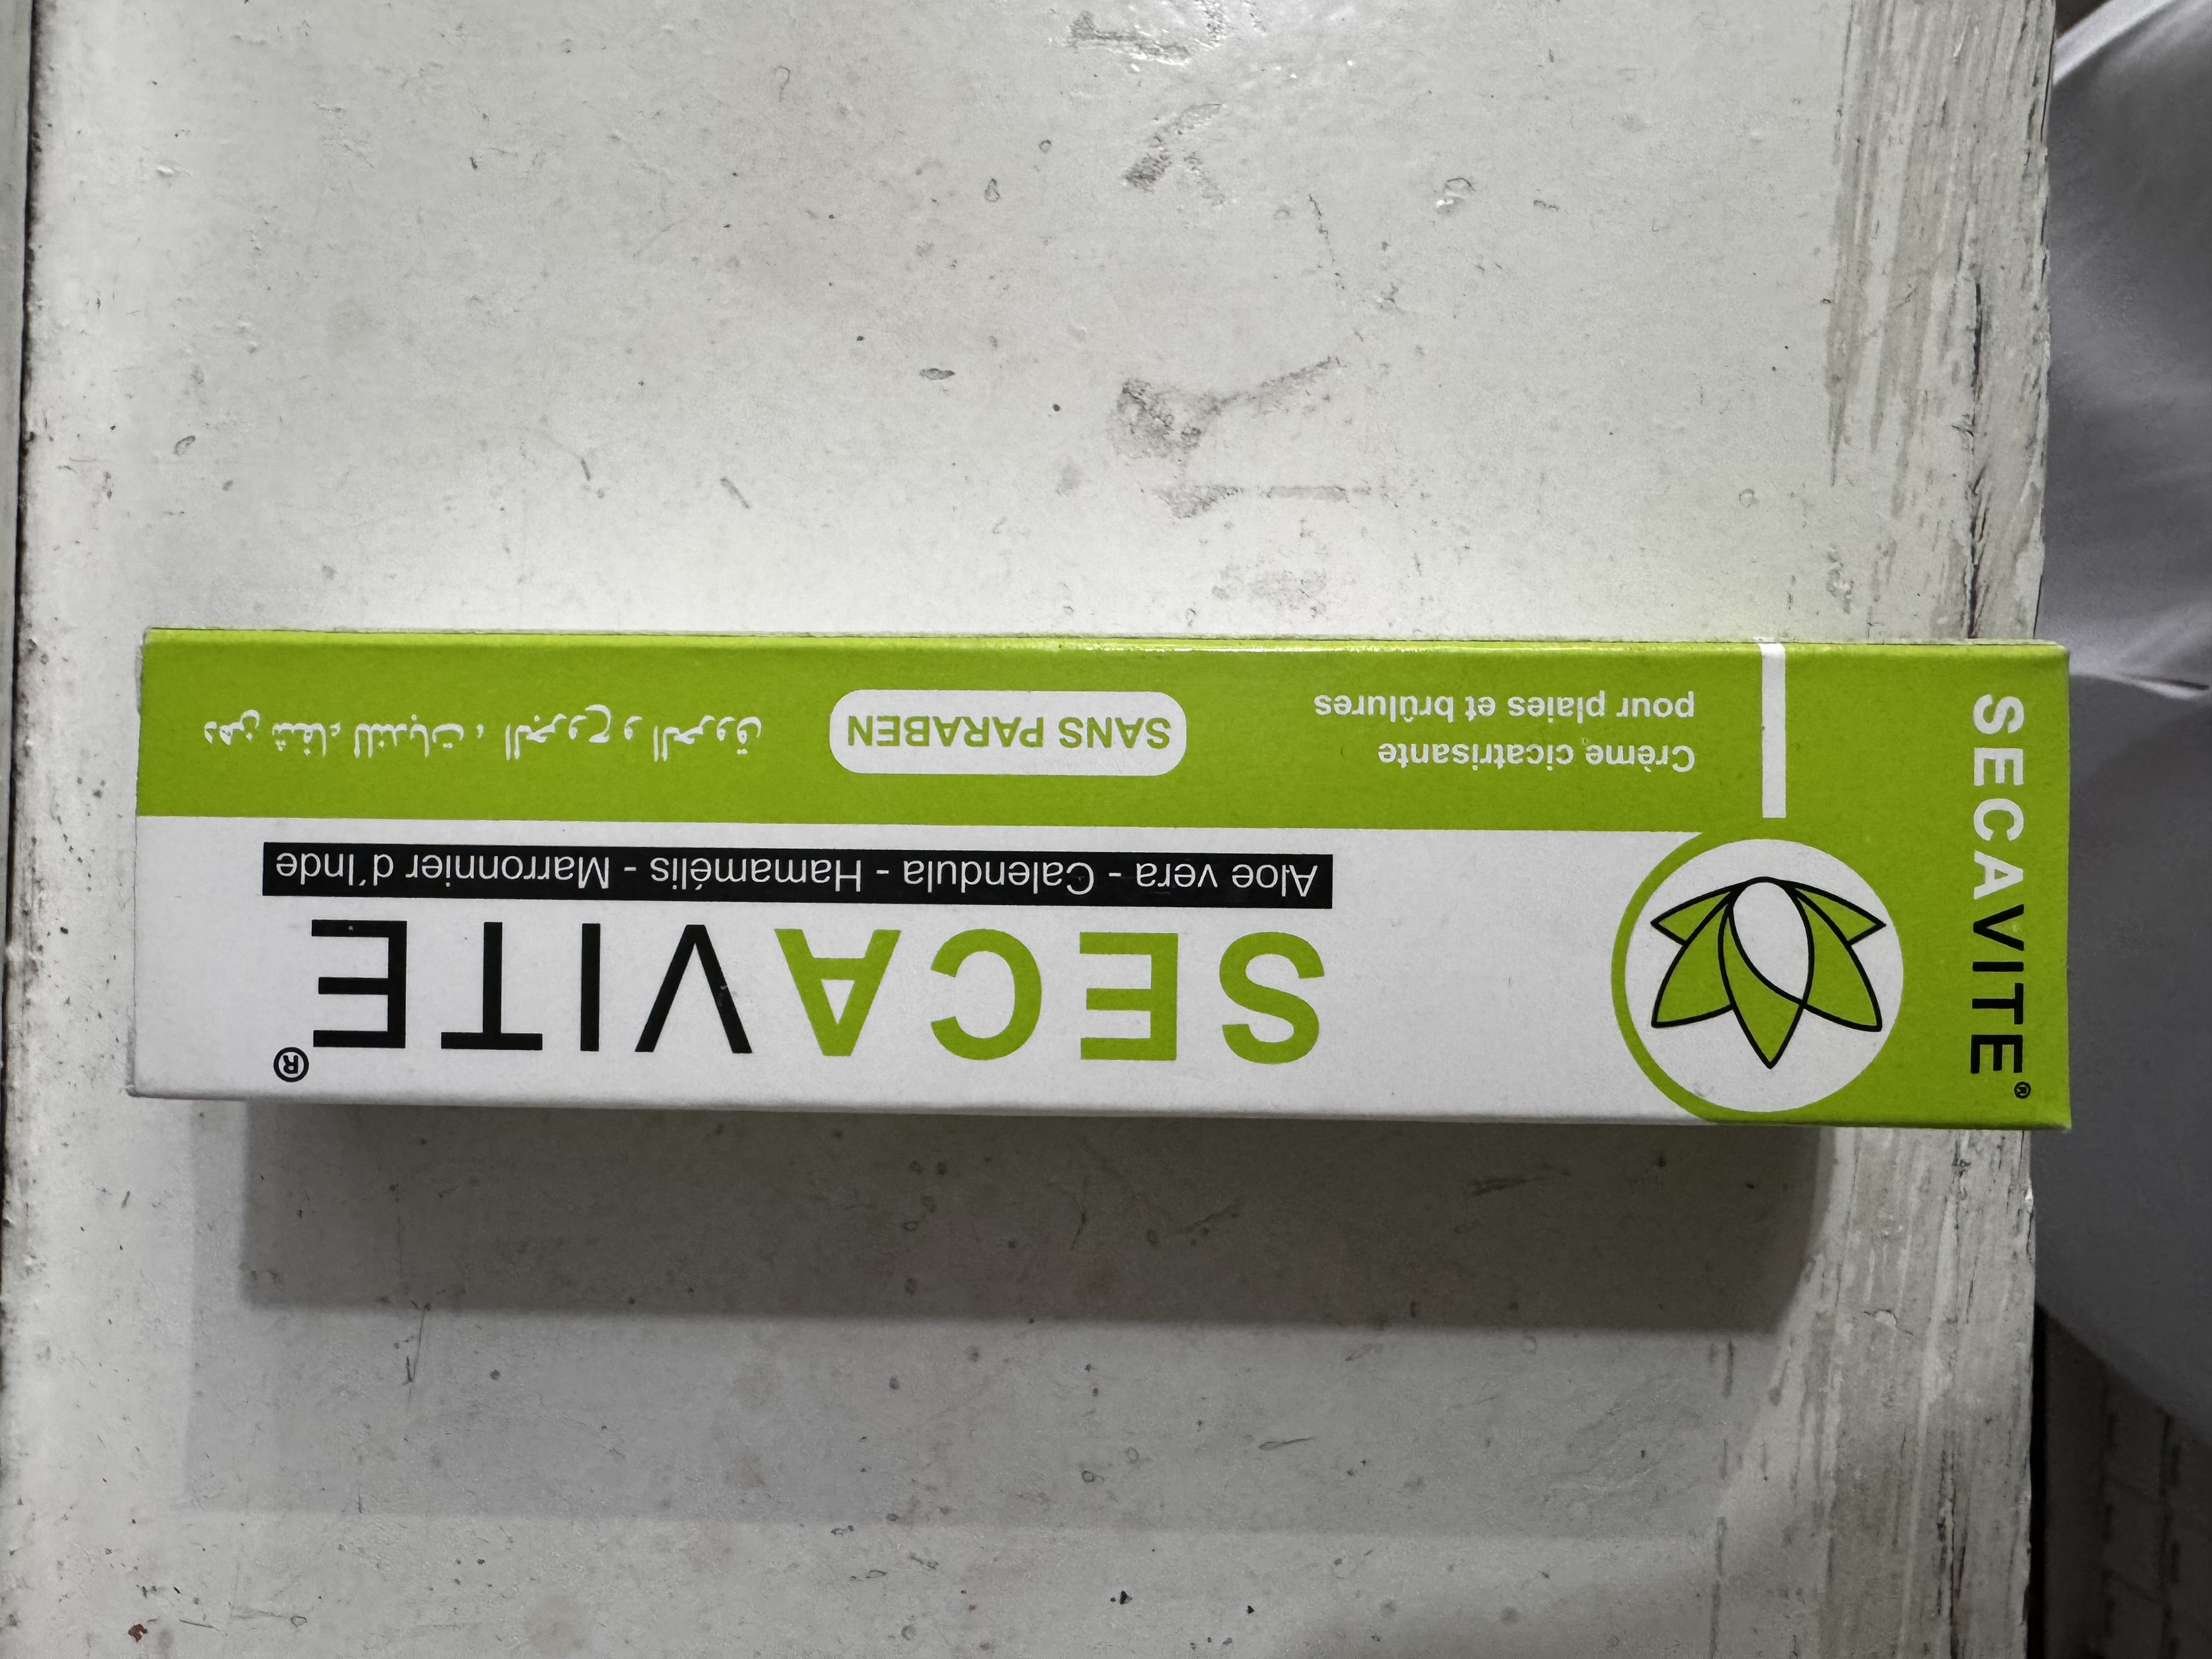 SECAVITE®
SECAVITE®
Aloe vera - Calendula - Hamamélis - Marronnier d´Inde
Crème cicatrisante
pour plaies et brûlures
SANS PARABEN
دهن شفاء للندبات ، الجروح و الحروق